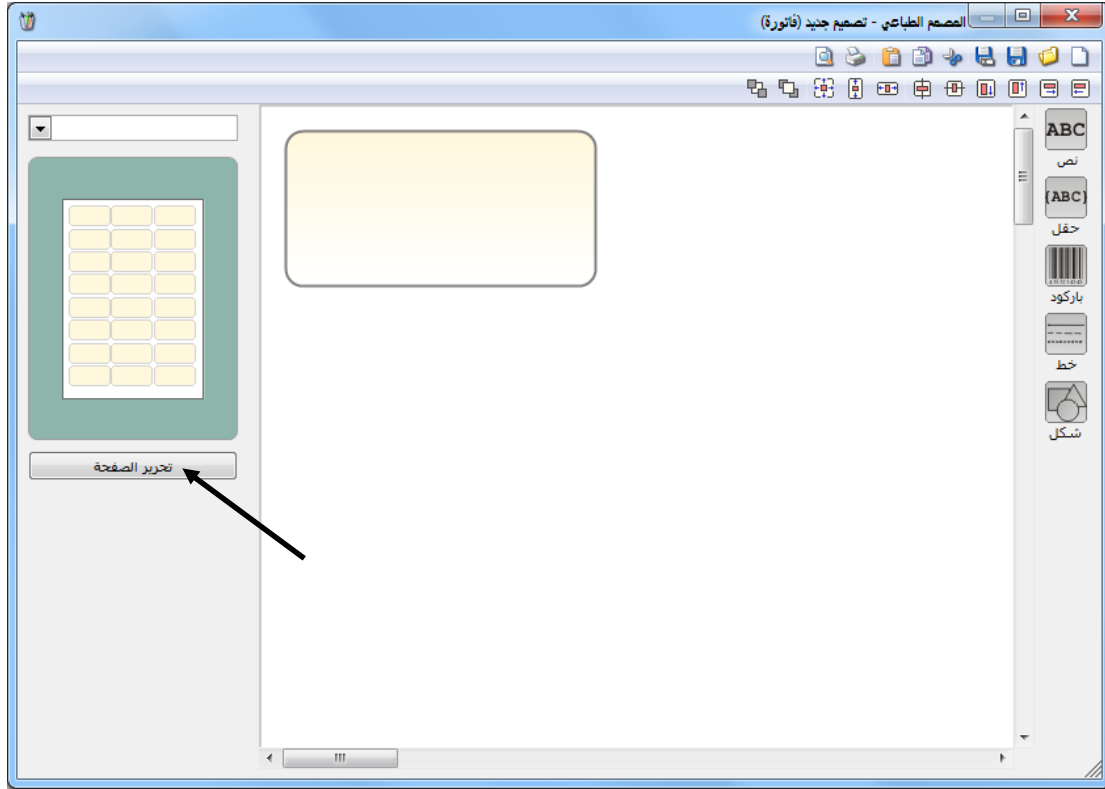 المصمم الطباعي - تصميم جديد (فاتورة)
ABC
نص
{ABC}
حقل
باركود
خط
شكل
تحرير الصفحة